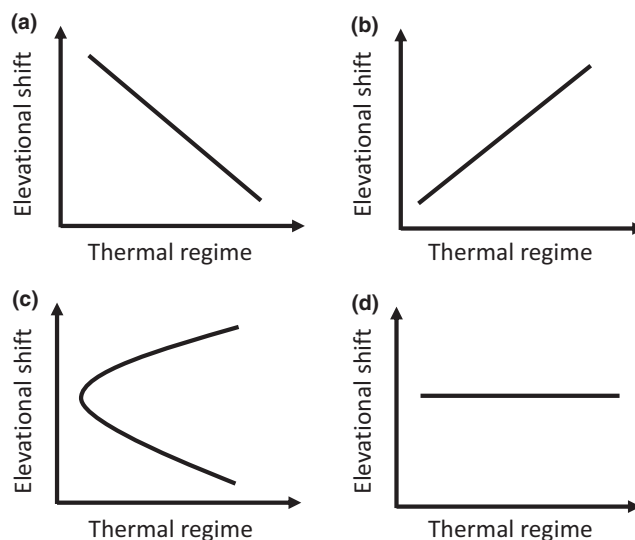 (a)
Elevational shift
Thermal regime
(b)
Elevational shift
Thermal regime
(c)
Elevational shift
Thermal regime
(d)
Elevational shift
Thermal regime